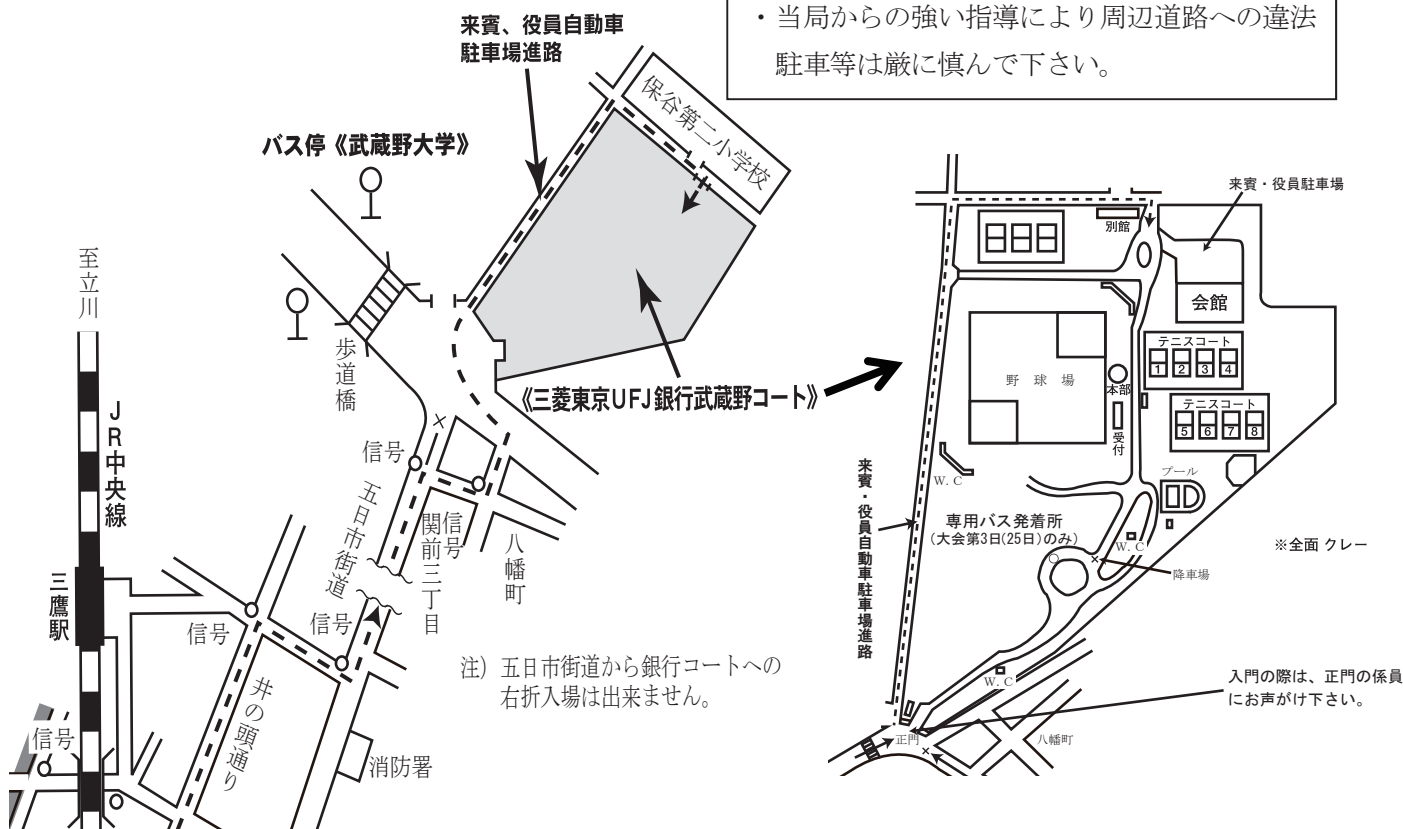 ・当局からの強い指導により周辺道路への違法
駐車等は厳に慎んで下さい。
来賓、役員自動車
駐車場進路
保谷第二小学校
バス停《武蔵野大学》
至立川
歩道橋
JR中央線
《三菱東京UFJ銀行武蔵野コート》
信号
五日市街道
信号
関前三丁目
八幡町
三鷹駅
信号
信号
井の頭通り
注）五日市街道から銀行コートへの
右折入場は出来ません。
信号
消防署
来賓・役員駐車場
別館
会館
テニスコート
1 2 3 4
野球場
本部
テニスコート
5 6 7 8
受付
W.C
プール
来賓・役員自動車駐車場進路
専用バス発着所
（大会第3日(25日)のみ）
W.C
降車場
※全面 クレー
W.C
入門の際は、正門の係員
にお声がけ下さい。
正門
八幡町